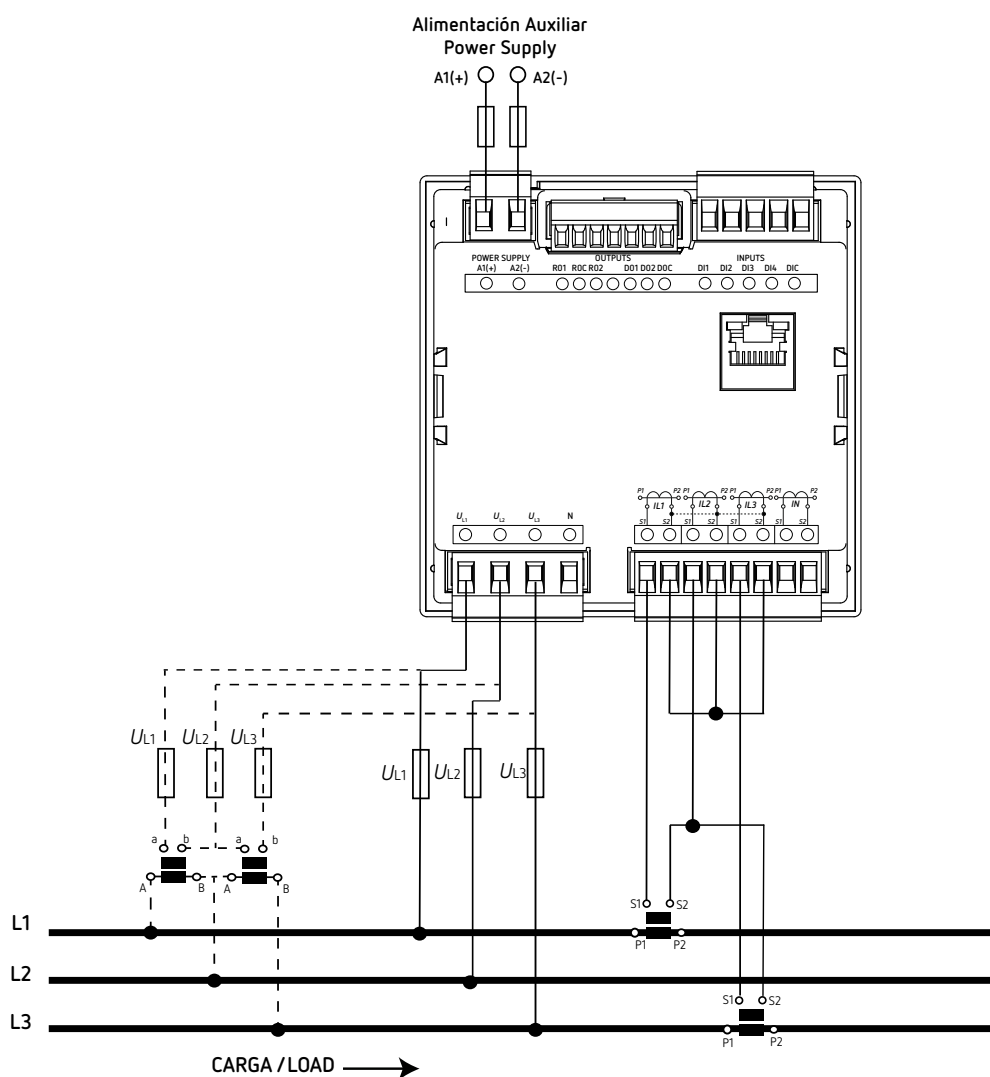 Alimentación Auxiliar
Power Supply
A1(+) A2(-)
POWER SUPPLY OUTPUTS INPUTS
A1(+) A2(-) RO1 ROC RO2 DO1 DO2 DOC DI1 DI2 DI3 DI4 DIC
P1 P2 P1 P2 P1 P2 P1 P2
IL1 IL2 IL3 IN
UL1 UL2 UL3 N S1 S2 S1 S2 S1 S2 S1 S2
UL1 UL2 UL3 UL1 UL2 UL3
a b a b
A B A B
S1 S2
L1
P1 P2
L2
S1 S2
L3
P1 P2
CARGA / LOAD